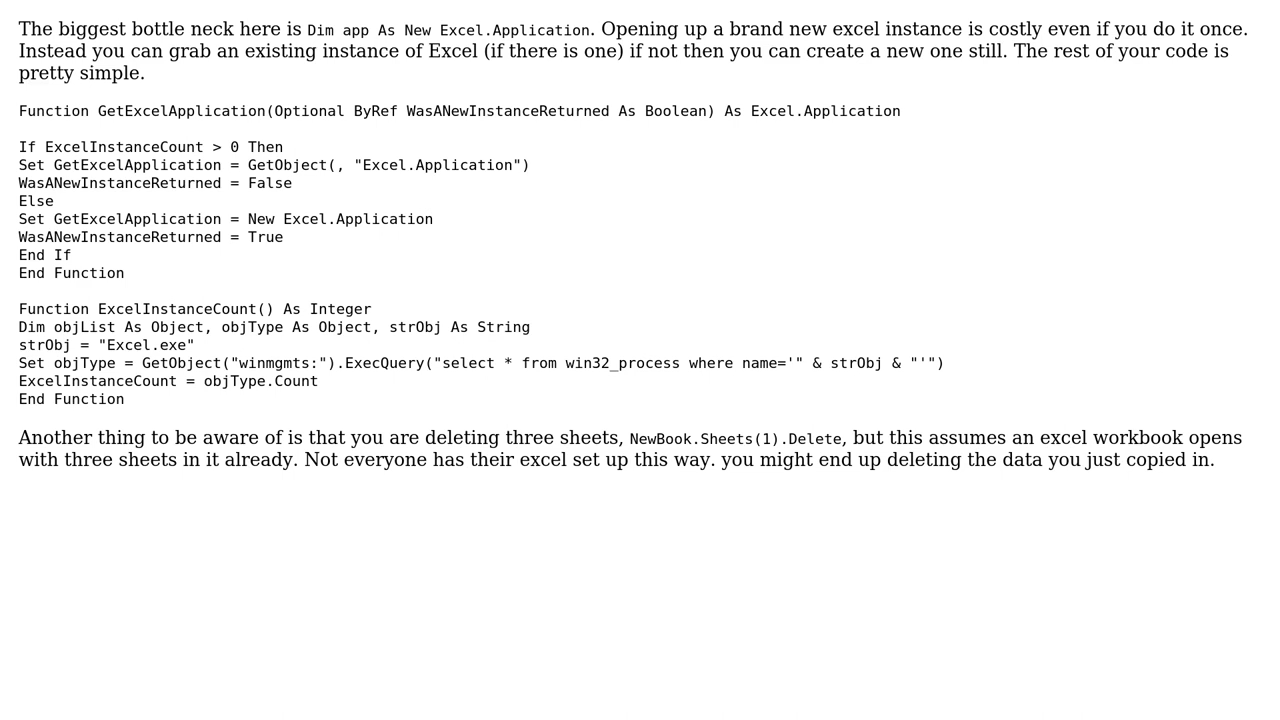 The biggest bottle neck here is Dim app As New Excel.Application. Opening up a brand new excel instance is costly even if you do it once.
Instead you can grab an existing instance of Excel (if there is one) if not then you can create a new one still. The rest of your code is
pretty simple.
Function GetExcelApplication(Optional ByRef WasANewInstanceReturned As Boolean) As Excel.Application
If ExcelInstanceCount > 0 Then
Set GetExcelApplication = GetObject(, "Excel.Application")
WasANewInstanceReturned = False
Else
Set GetExcelApplication = New Excel.Application
WasANewInstanceReturned = True
End If
End Function
Function ExcelInstanceCount() As Integer
Dim objList As Object, objType As Object, strObj As String
strObj = "Excel.exe"
Set objType = GetObject("winmgmts:").ExecQuery("select * from win32_process where name='" & strObj & "'")
ExcelInstanceCount = objType.Count
End Function
Another thing to be aware of is that you are deleting three sheets, NewBook.Sheets(1).Delete, but this assumes an excel workbook opens
with three sheets in it already. Not everyone has their excel set up this way. you might end up deleting the data you just copied in.